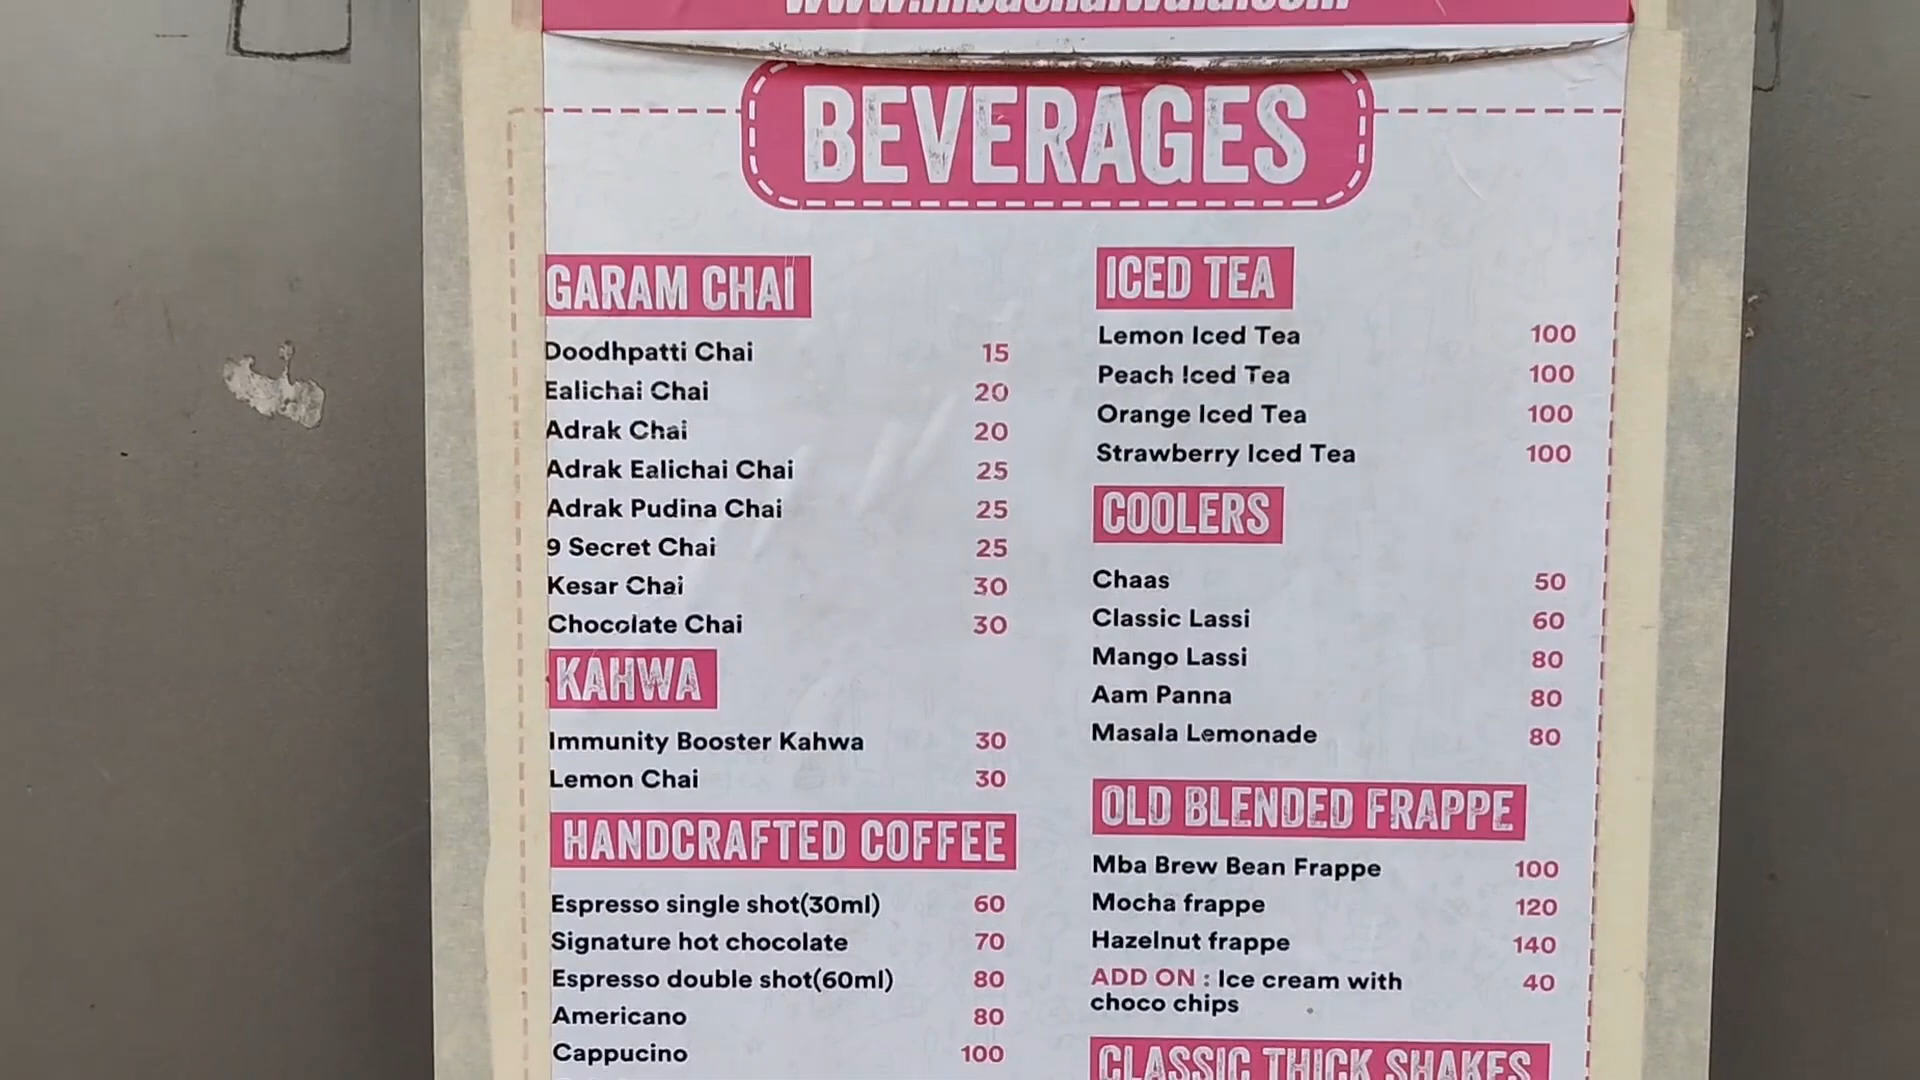 BEVERAGES
GARAM CHAI
Doodhpatti Chai 15
Ealichai Chai 20
Adrak Chai 20
Adrak Ealichai Chai 25
Adrak Pudina Chai 25
9 Secret Chai 25
Kesar Chai 30
Chocolate Chai 30
KAHWA
Immunity Booster Kahwa 30
Lemon Chai 30
HANDCRAFTED COFFEE
Espresso single shot(30ml) 60
Signature hot chocolate 70
Espresso double shot(60ml) 80
Americano 80
Cappucino 100
ICED TEA
Lemon Iced Tea 100
Peach Iced Tea 100
Orange Iced Tea 100
Strawberry Iced Tea 100
COOLERS
Chaas 50
Classic Lassi 60
Mango Lassi 80
Aam Panna 80
Masala Lemonade 80
OLD BLENDED FRAPPE
Mba Brew Bean Frappe 100
Mocha frappe 120
Hazelnut frappe 140
ADD ON : Ice cream with 40
choco chips
CLASSIC THICK SHAKES